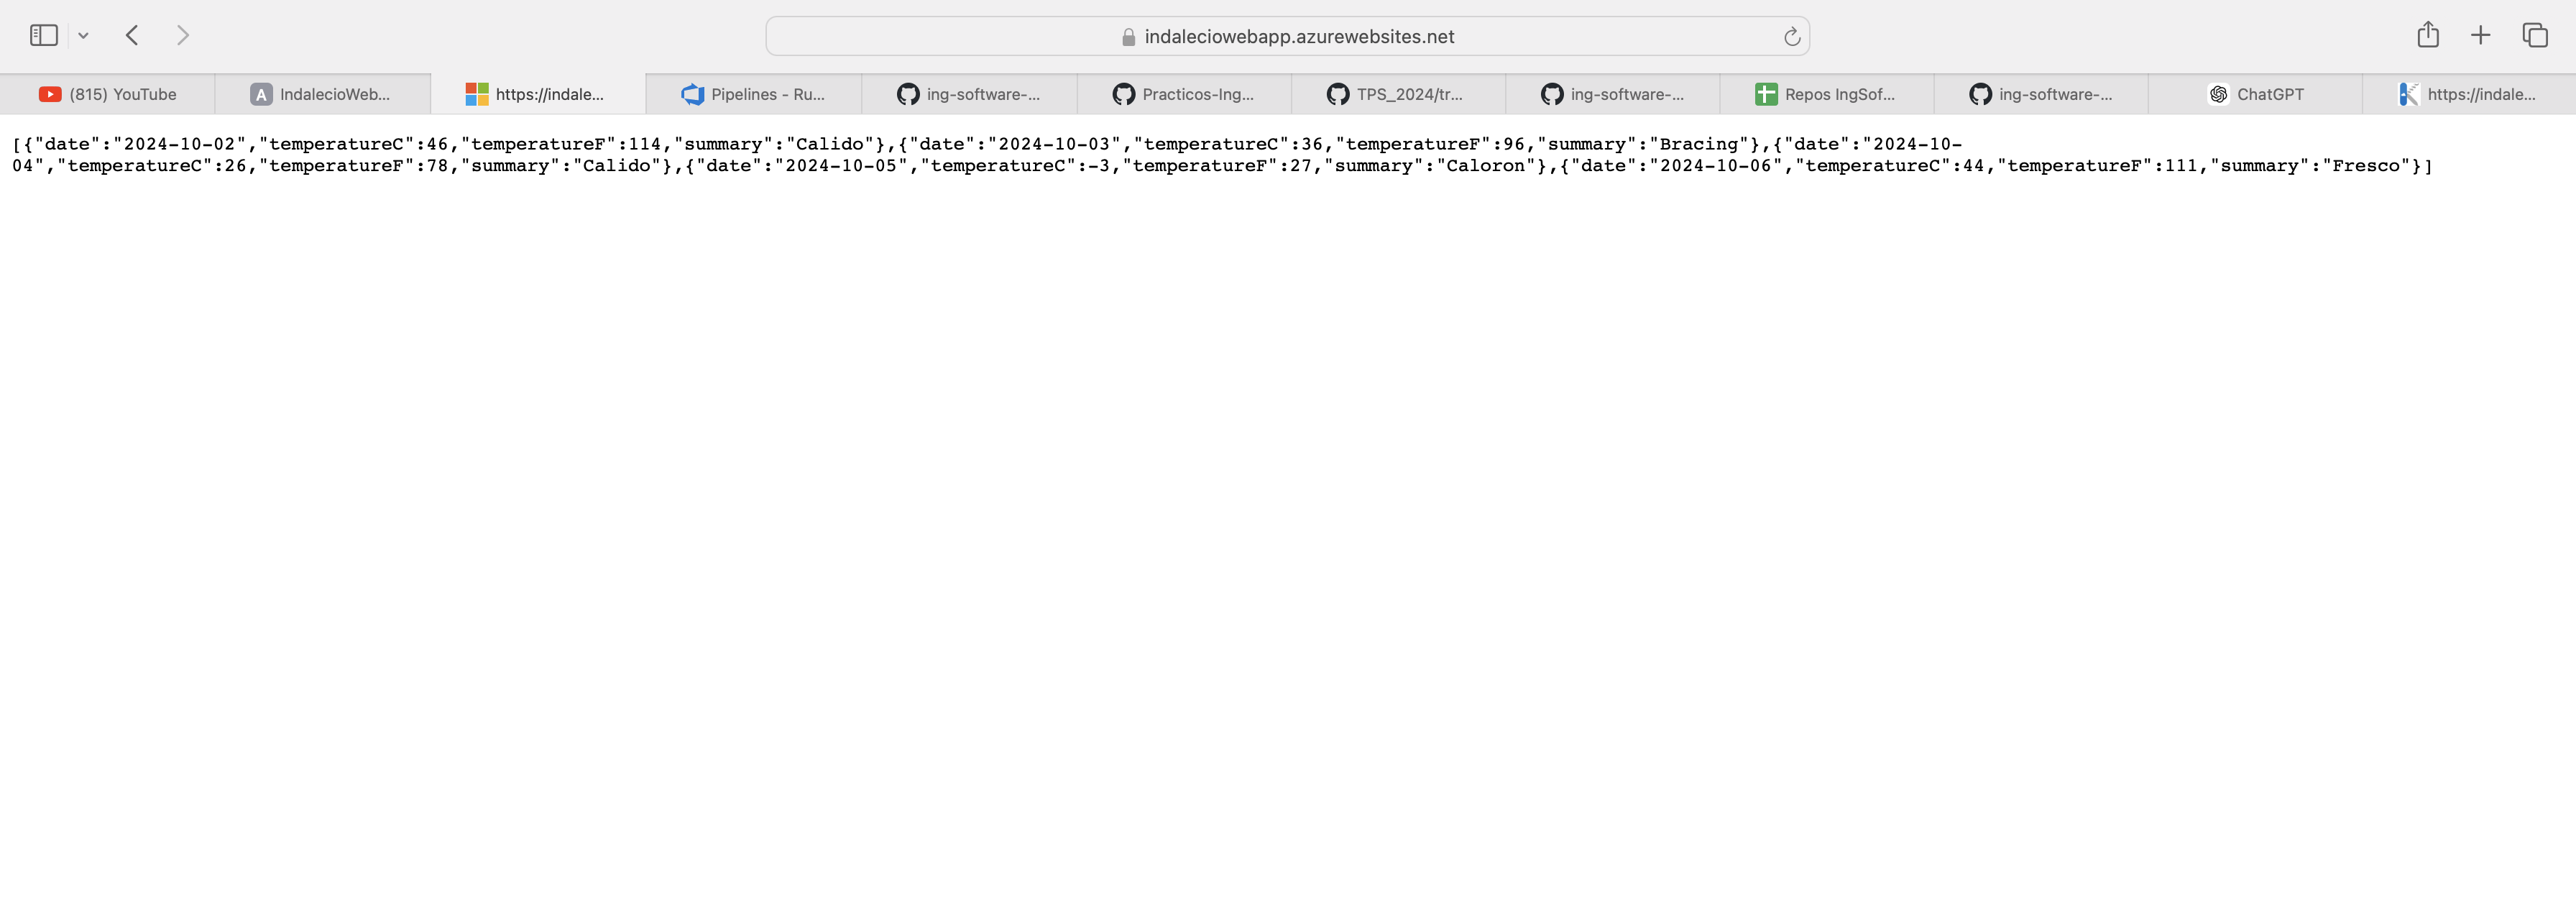 indaleciowebapp.azurewebsites.net
(815) YouTube
A IndalecioWeb...
https://indale...
Pipelines - Ru...
ing-software-...
Practicos-Ing...
TPS_2024/tr...
ing-software-...
Repos IngSof...
ing-software-...
ChatGPT
https://indale...
[{"date":"2024-10-02","temperatureC":46,"temperatureF":114,"summary":"Calido"},{"date":"2024-10-03","temperatureC":36,"temperatureF":96,"summary":"Bracing"},{"date":"2024-10-
04","temperatureC":26,"temperatureF":78,"summary":"Calido"},{"date":"2024-10-05","temperatureC":-3,"temperatureF":27,"summary":"Caloron"},{"date":"2024-10-06","temperatureC":44,"temperatureF":111,"summary":"Fresco"}]